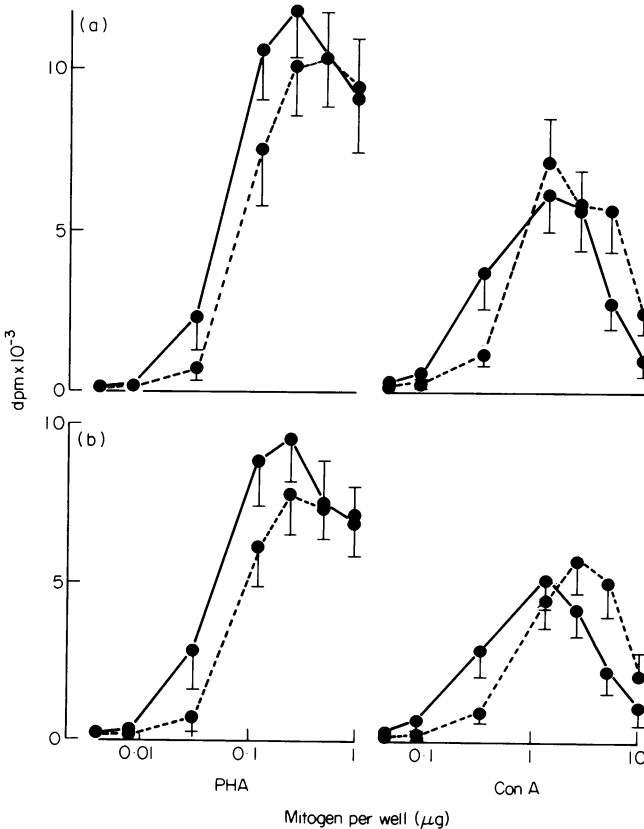 (a)
10
5
0
dpm x 10⁻³
10
(b)
5
0
0·01 0·1 1 0·1 1 10
PHA Con A
Mitogen per well (μg)